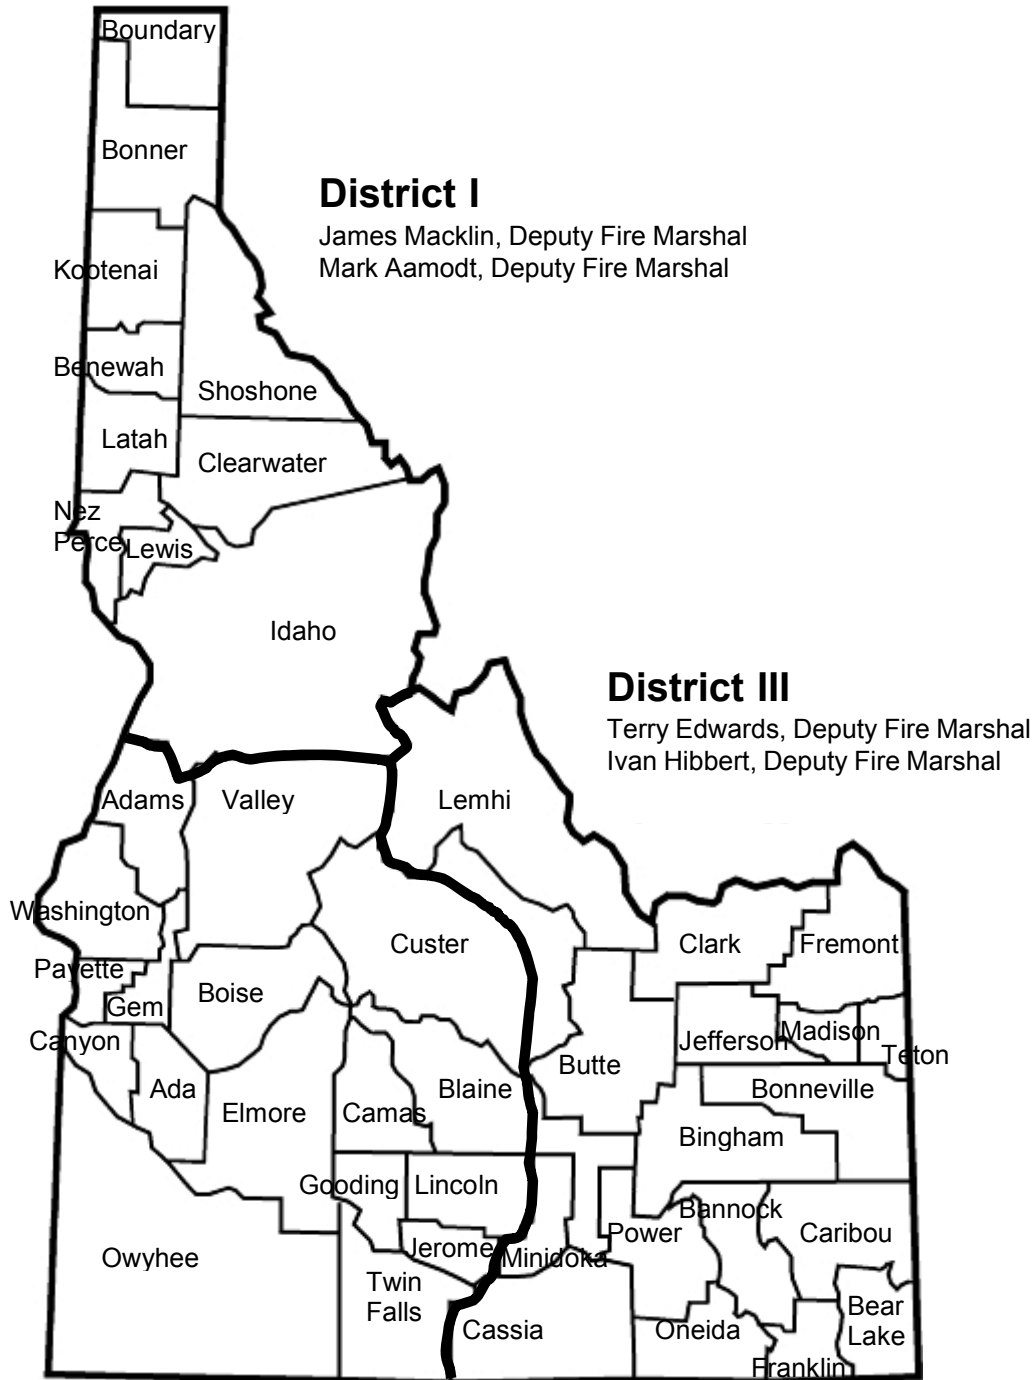 Boundary
Bonner
District I
James Macklin, Deputy Fire Marshal
Mark Aamodt, Deputy Fire Marshal
Kootenai
Benewah
Shoshone
Latah
Clearwater
Nez
Perce
Lewis
Idaho
District III
Terry Edwards, Deputy Fire Marshal
Ivan Hibbert, Deputy Fire Marshal
Adams
Valley
Lemhi
Washington
Custer
Clark
Fremont
Payette
Gem
Boise
Canyon
Jefferson
Madison
Teton
Butte
Ada
Elmore
Camas
Blaine
Bonneville
Bingham
Gooding
Lincoln
Bannock
Power
Caribou
Owyhee
Jerome
Minidoka
Twin
Falls
Cassia
Oneida
Bear
Lake
Franklin